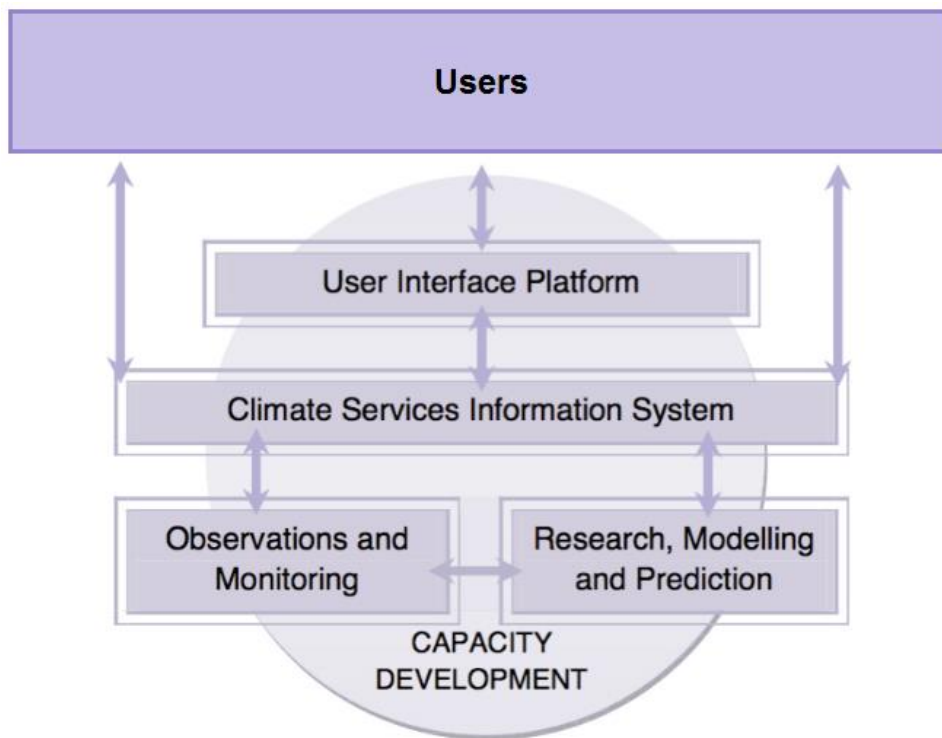 Users
User Interface Platform
Climate Services Information System
Observations and
Monitoring
Research, Modelling
and Prediction
CAPACITY
DEVELOPMENT